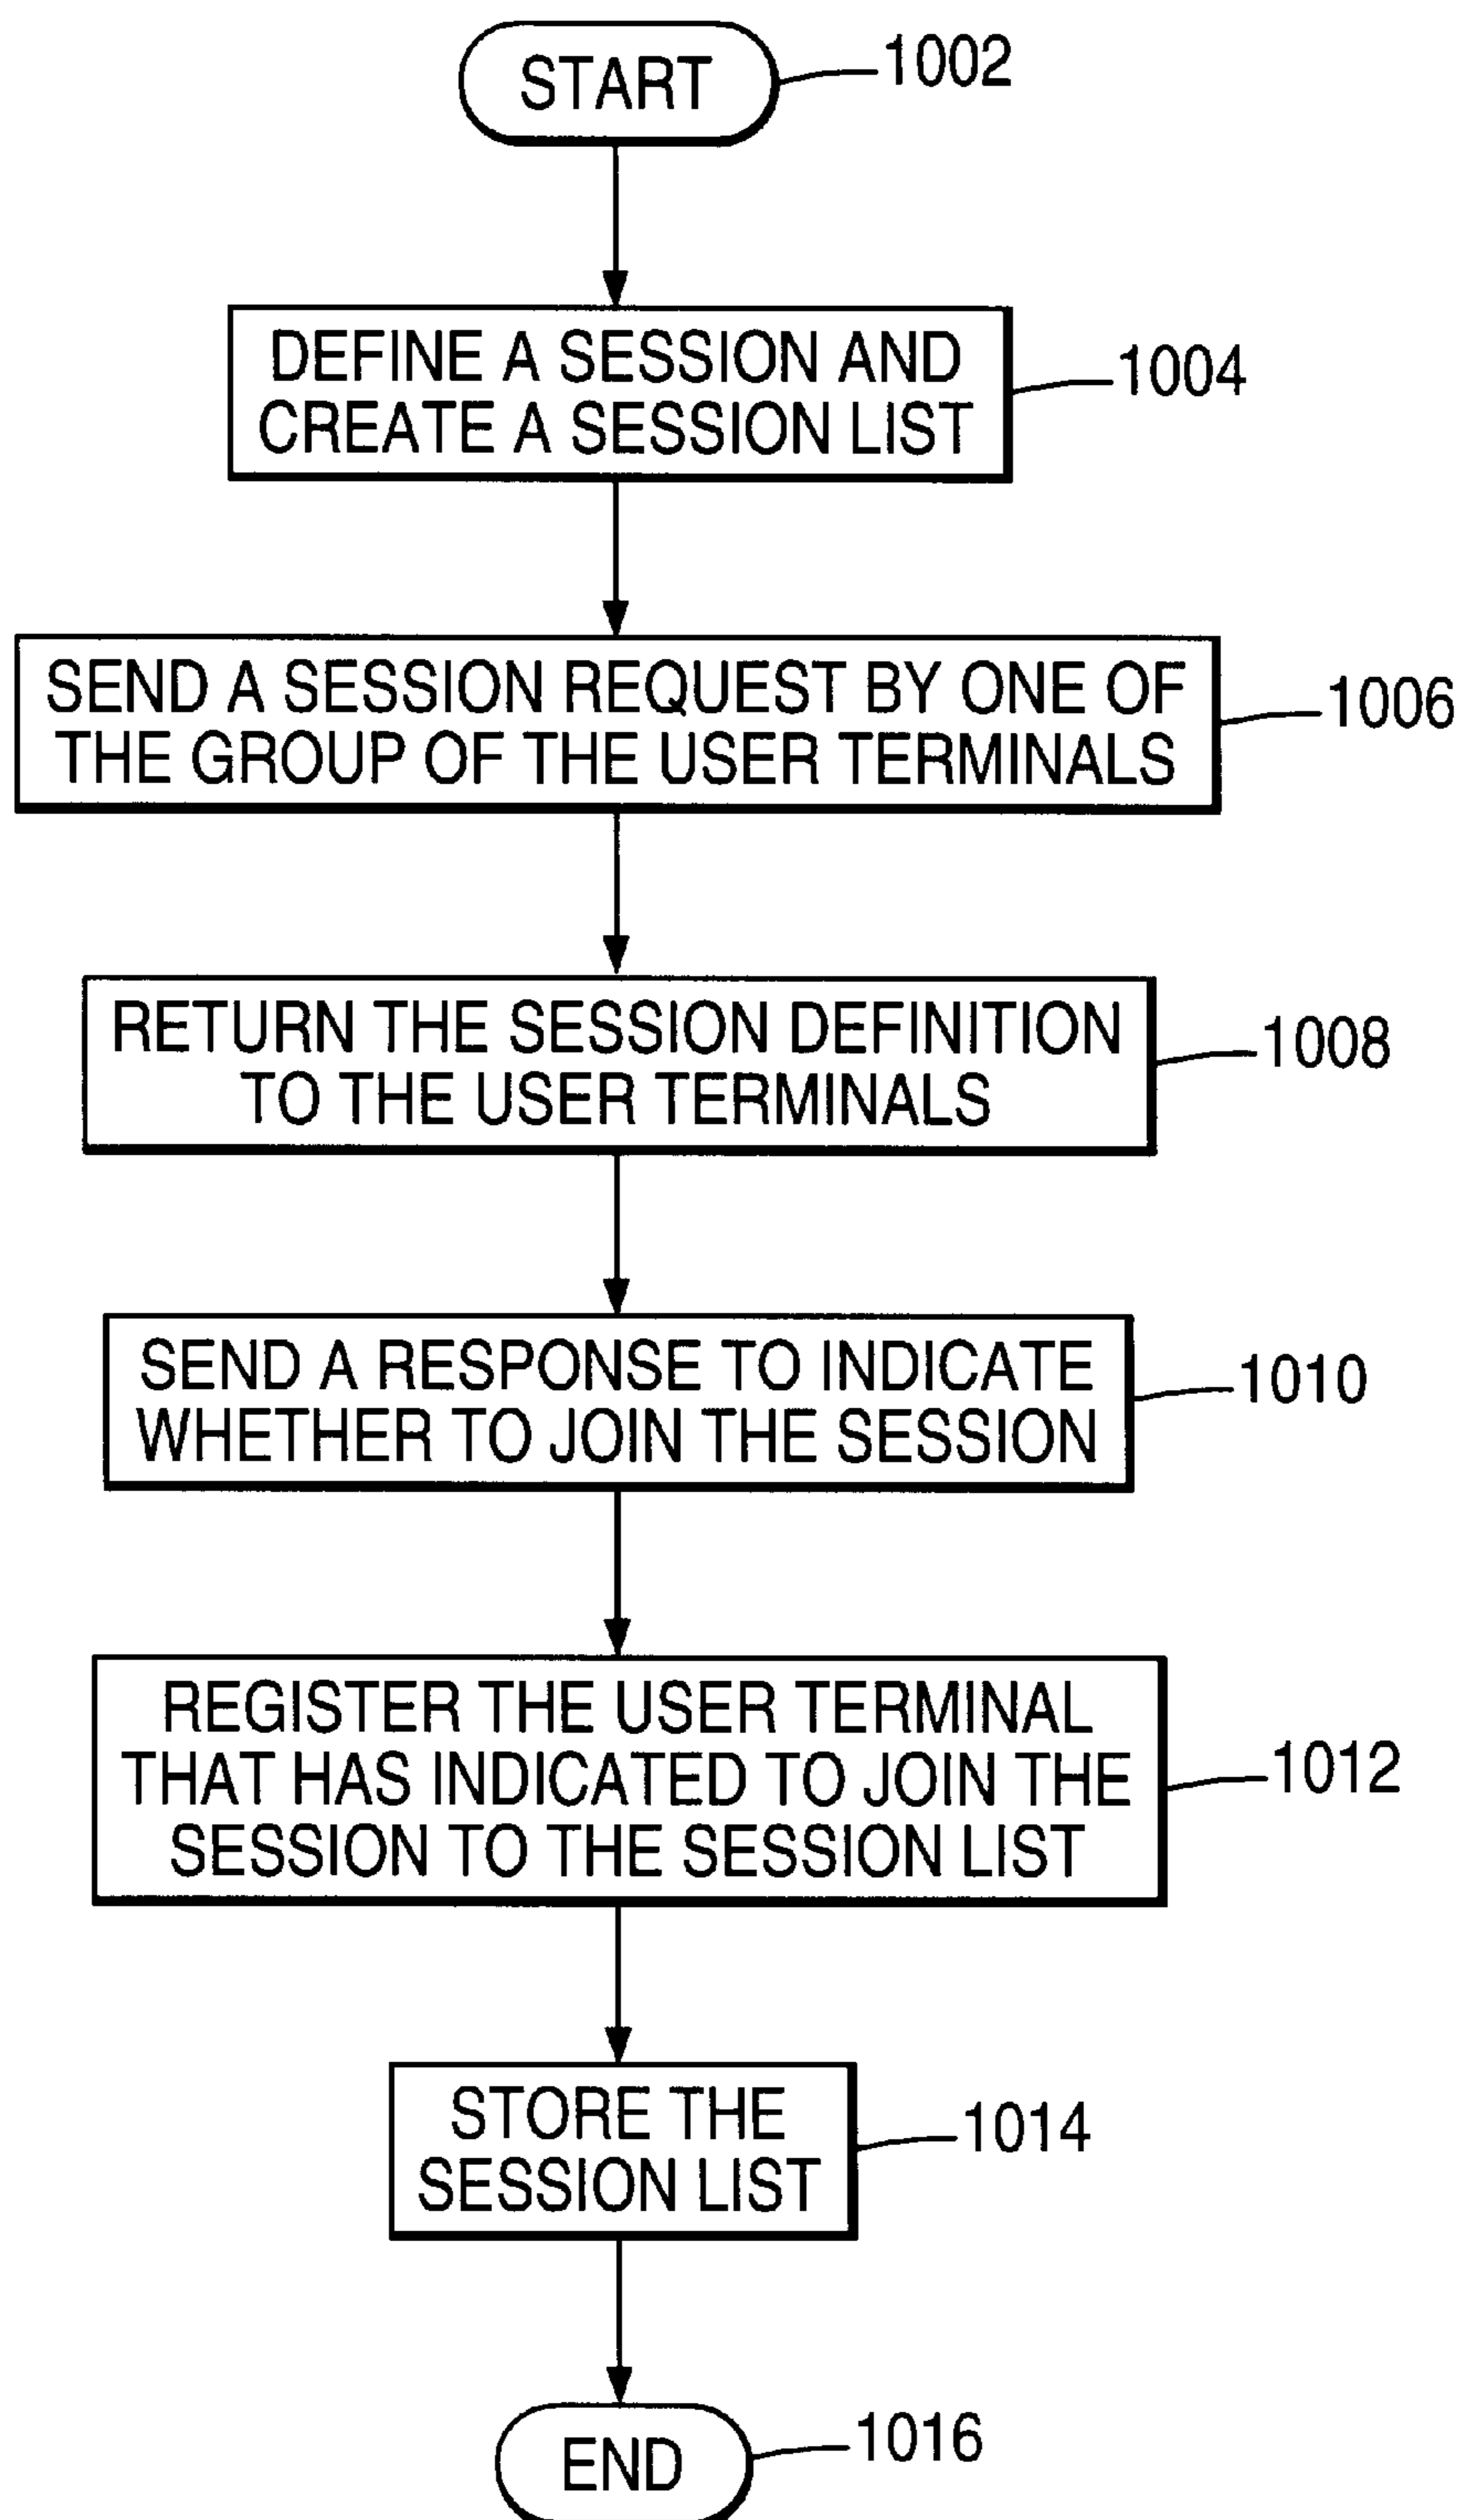 START
1002
DEFINE A SESSION AND
CREATE A SESSION LIST
1004
SEND A SESSION REQUEST BY ONE OF
THE GROUP OF THE USER TERMINALS
1006
RETURN THE SESSION DEFINITION
TO THE USER TERMINALS
1008
SEND A RESPONSE TO INDICATE
WHETHER TO JOIN THE SESSION
1010
REGISTER THE USER TERMINAL
THAT HAS INDICATED TO JOIN THE
SESSION TO THE SESSION LIST
1012
STORE THE
SESSION LIST
1014
END
1016